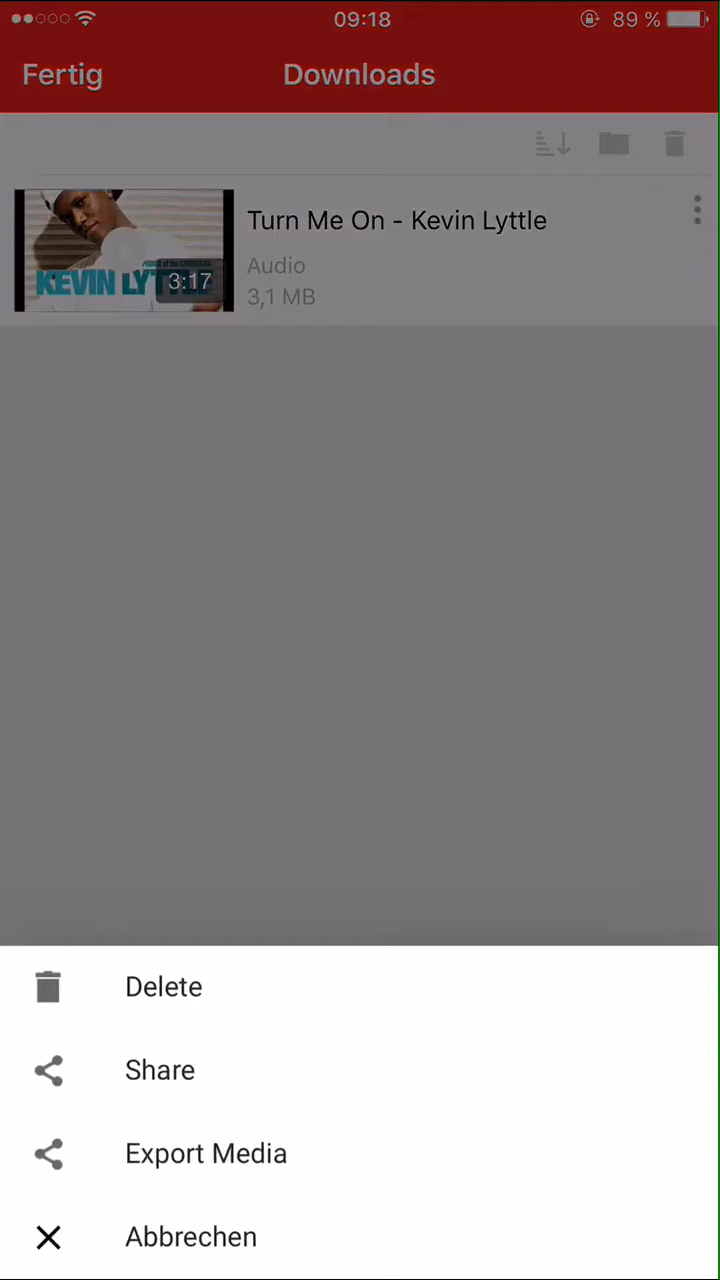 09:18
89 %
Fertig
Downloads
Turn Me On - Kevin Lyttle
Audio
3,1 MB
KEVIN LYTTLE
3:17
Delete
Share
Export Media
Abbrechen